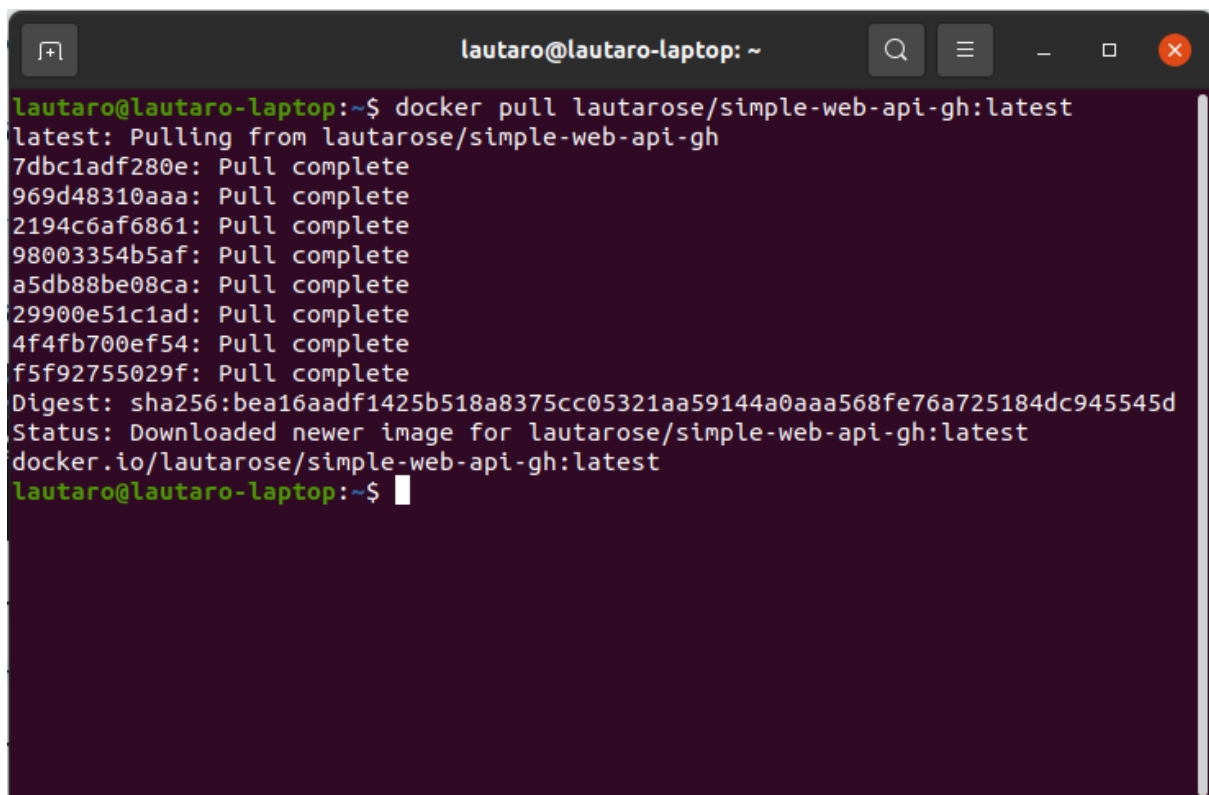 lautaro@lautaro-laptop: ~
lautaro@lautaro-laptop:~$ docker pull lautarose/simple-web-api-gh:latest
latest: Pulling from lautarose/simple-web-api-gh
7dbc1adf280e: Pull complete
969d48310aaa: Pull complete
2194c6af6861: Pull complete
98003354b5af: Pull complete
a5db88be08ca: Pull complete
29900e51c1ad: Pull complete
4f4fb700ef54: Pull complete
f5f92755029f: Pull complete
Digest: sha256:bea16aadf1425b518a8375cc05321aa59144a0aaa568fe76a725184dc945545d
Status: Downloaded newer image for lautarose/simple-web-api-gh:latest
docker.io/lautarose/simple-web-api-gh:latest
lautaro@lautaro-laptop:~$